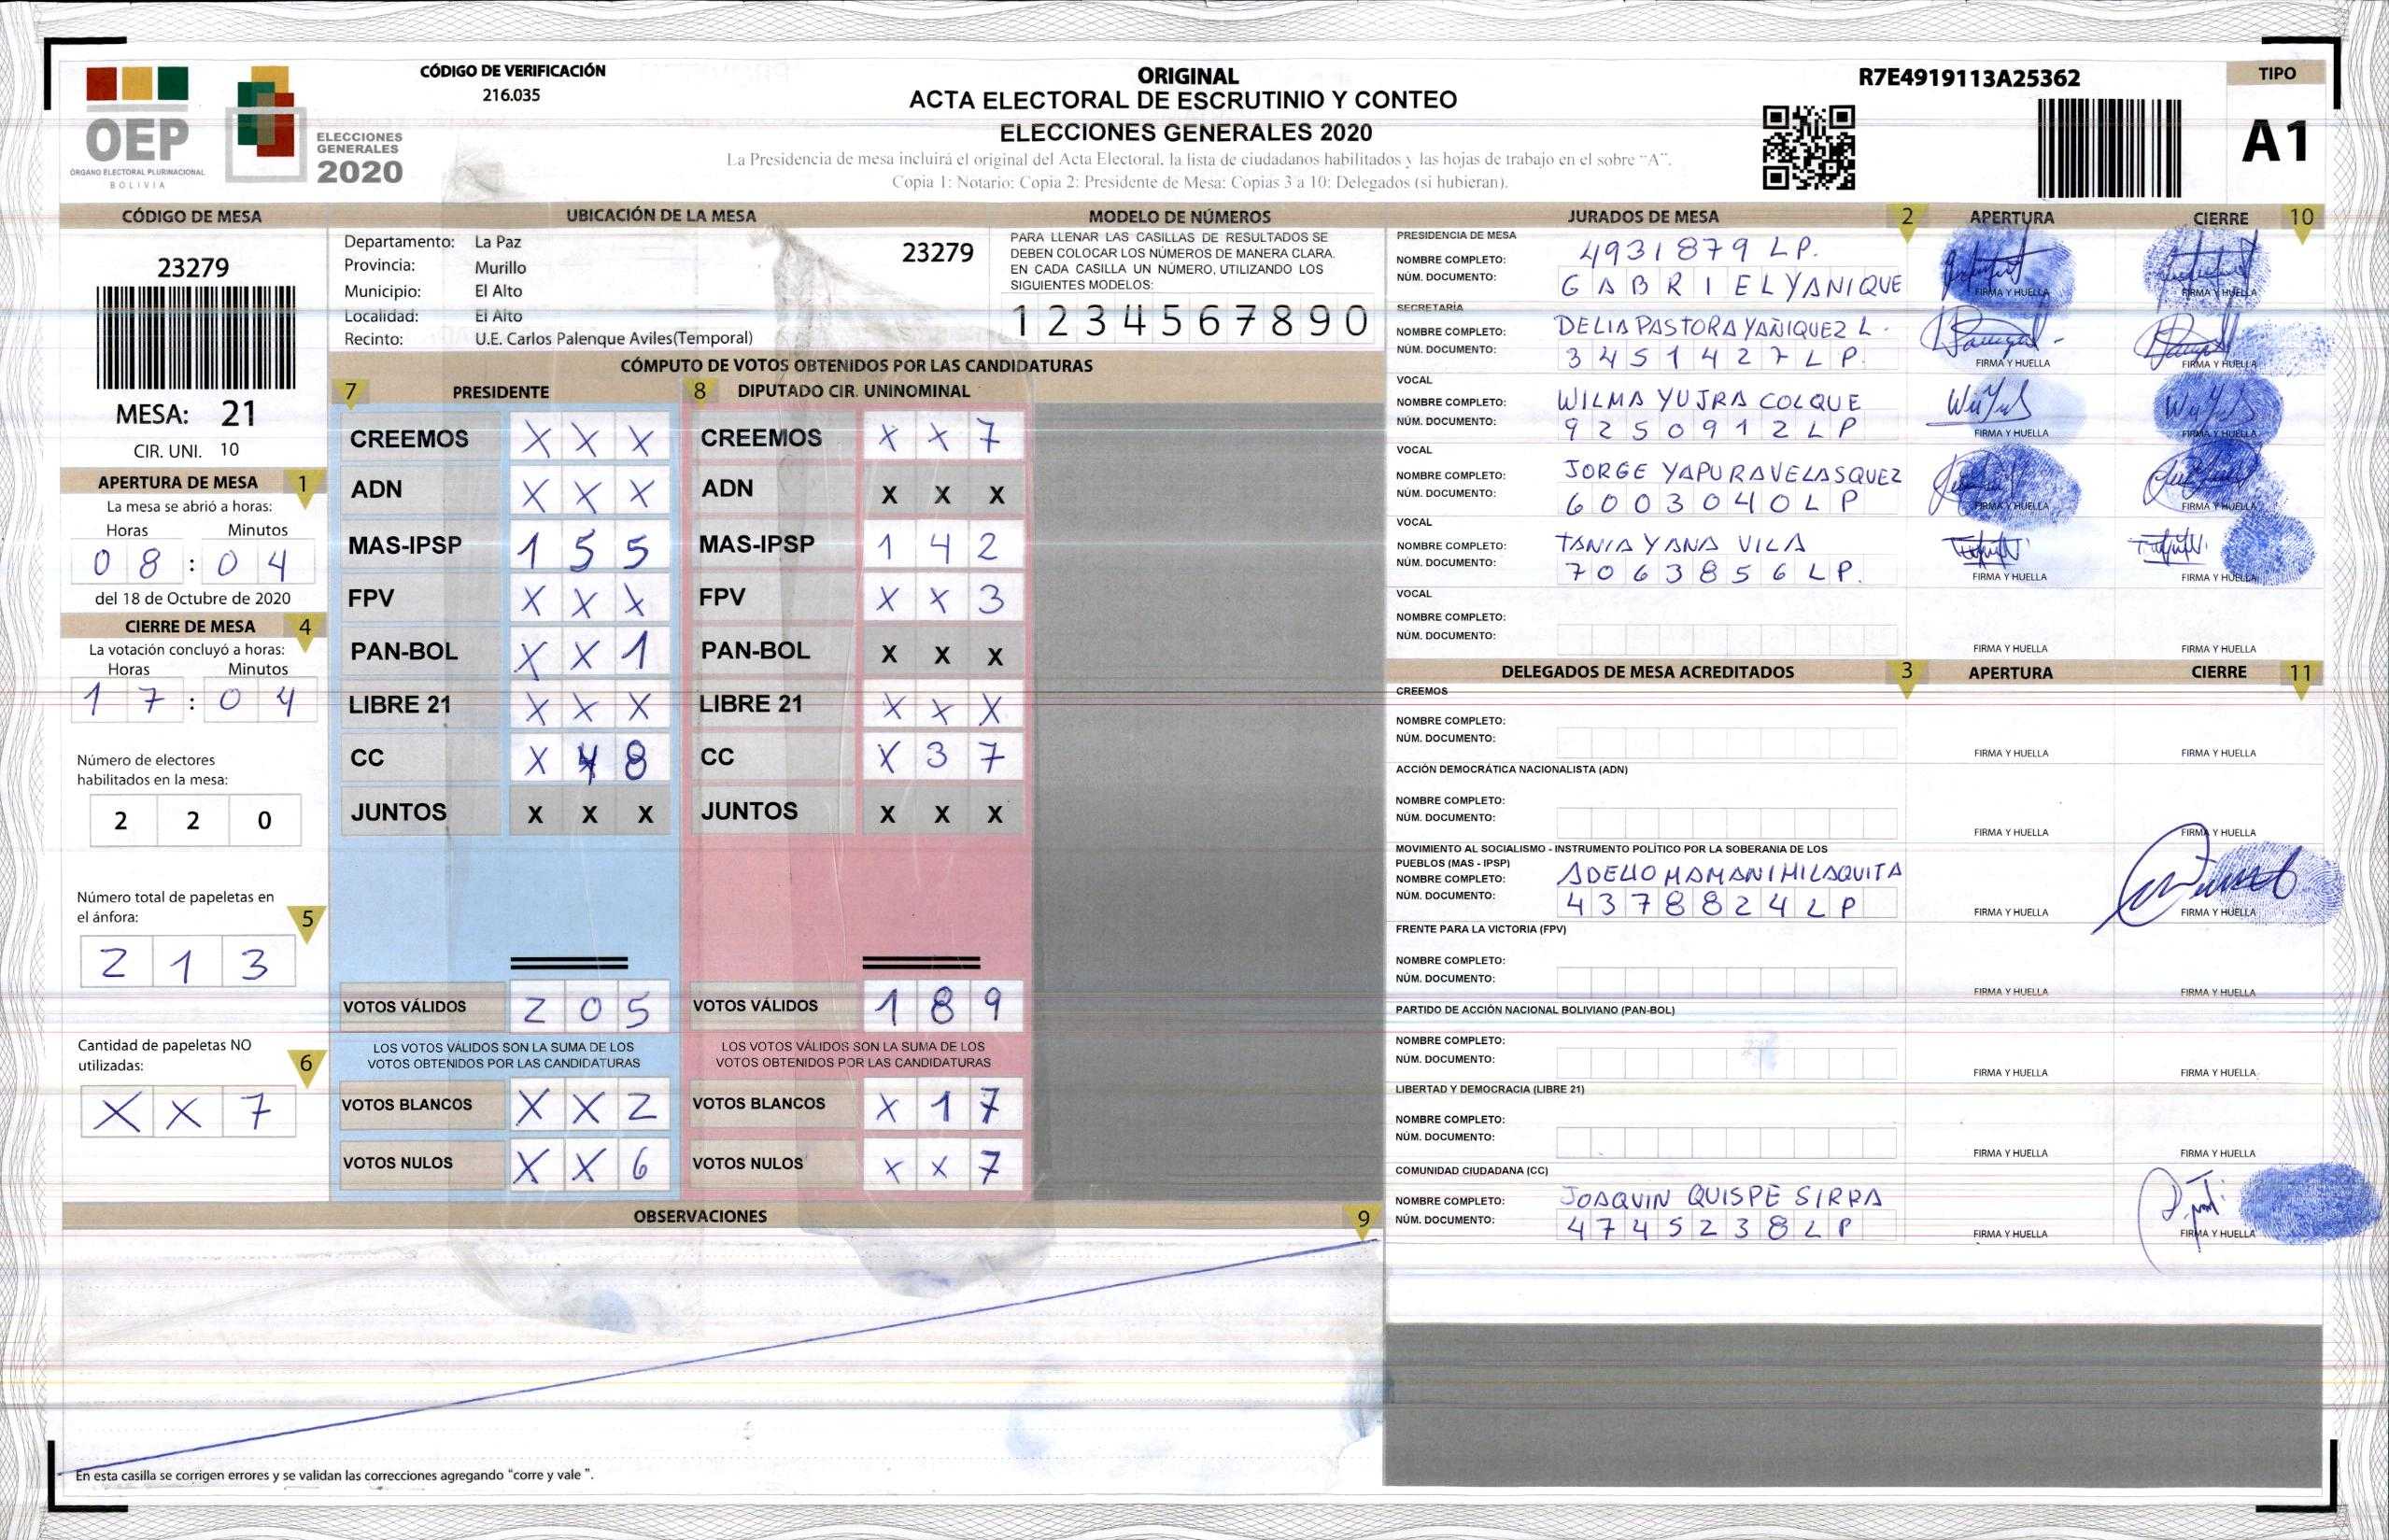 CÓDIGO DE VERIFICACIÓN
216.035
OEP
ÓRGANO ELECTORAL PLURINACIONAL
BOLIVIA
ELECCIONES
GENERALES
2020
ORIGINAL
ACTA ELECTORAL DE ESCRUTINIO Y CONTEO
ELECCIONES GENERALES 2020
La Presidencia de mesa incluirá el original del Acta Electoral, la lista de ciudadanos habilitados y las hojas de trabajo en el sobre "A".
Copia 1: Notario; Copia 2: Presidente de Mesa; Copias 3 a 10: Delegados (si hubieran).
R7E4919113A25362
TIPO
A1
CÓDIGO DE MESA
23279
MESA: 21
CIR. UNI. 10
APERTURA DE MESA 1
La mesa se abrió a horas:
Horas Minutos
0 8 : 0 4
del 18 de Octubre de 2020
CIERRE DE MESA 4
La votación concluyó a horas:
Horas Minutos
1 7 : 0 4
Número de electores
habilitados en la mesa:
2 2 0
Número total de papeletas en
el ánfora: 5
2 1 3
Cantidad de papeletas NO
utilizadas: 6
X X 7
UBICACIÓN DE LA MESA
Departamento: La Paz
23279
Provincia: Murillo
Municipio: El Alto
Localidad: El Alto
Recinto: U.E. Carlos Palenque Aviles(Temporal)
MODELO DE NÚMEROS
PARA LLENAR LAS CASILLAS DE RESULTADOS SE
DEBEN COLOCAR LOS NÚMEROS DE MANERA CLARA.
EN CADA CASILLA UN NÚMERO, UTILIZANDO LOS
SIGUIENTES MODELOS:
1 2 3 4 5 6 7 8 9 0
CÓMPUTO DE VOTOS OBTENIDOS POR LAS CANDIDATURAS
7 PRESIDENTE
CREEMOS X X X
ADN X X X
MAS-IPSP 1 5 5
FPV X X X
PAN-BOL X X 1
LIBRE 21 X X X
CC X 4 8
JUNTOS X X X
VOTOS VÁLIDOS 2 0 5
LOS VOTOS VÁLIDOS SON LA SUMA DE LOS
VOTOS OBTENIDOS POR LAS CANDIDATURAS
VOTOS BLANCOS X X 2
VOTOS NULOS X X 6
8 DIPUTADO CIR. UNINOMINAL
CREEMOS X X 7
ADN X X X
MAS-IPSP 1 4 2
FPV X X 3
PAN-BOL X X X
LIBRE 21 X X X
CC X 3 7
JUNTOS X X X
VOTOS VÁLIDOS 1 8 9
LOS VOTOS VÁLIDOS SON LA SUMA DE LOS
VOTOS OBTENIDOS POR LAS CANDIDATURAS
VOTOS BLANCOS X 1 7
VOTOS NULOS X X 7
OBSERVACIONES 9
En esta casilla se corrigen errores y se validan las correcciones agregando "corre y vale ".
JURADOS DE MESA 2 APERTURA CIERRE 10
PRESIDENCIA DE MESA
NOMBRE COMPLETO: 4931879 LP.
NÚM. DOCUMENTO: GABRIEL YANIQUE
FIRMA Y HUELLA FIRMA Y HUELLA
SECRETARÍA
NOMBRE COMPLETO: DELIA PASTORA YAÑIQUEZ L.
NÚM. DOCUMENTO: 3451427LP.
FIRMA Y HUELLA FIRMA Y HUELLA
VOCAL
NOMBRE COMPLETO: WILMA YUJRA COLQUE
NÚM. DOCUMENTO: 9250912LP
FIRMA Y HUELLA FIRMA Y HUELLA
VOCAL
NOMBRE COMPLETO: JORGE YAPURA VELASQUEZ
NÚM. DOCUMENTO: 6003040LP
FIRMA Y HUELLA FIRMA Y HUELLA
VOCAL
NOMBRE COMPLETO: TANIA YANA VILA
NÚM. DOCUMENTO: 7063856LP.
FIRMA Y HUELLA FIRMA Y HUELLA
VOCAL
NOMBRE COMPLETO:
NÚM. DOCUMENTO:
FIRMA Y HUELLA FIRMA Y HUELLA
DELEGADOS DE MESA ACREDITADOS 3 APERTURA CIERRE 11
CREEMOS
NOMBRE COMPLETO:
NÚM. DOCUMENTO:
FIRMA Y HUELLA FIRMA Y HUELLA
ACCIÓN DEMOCRÁTICA NACIONALISTA (ADN)
NOMBRE COMPLETO:
NÚM. DOCUMENTO:
FIRMA Y HUELLA FIRMA Y HUELLA
MOVIMIENTO AL SOCIALISMO - INSTRUMENTO POLÍTICO POR LA SOBERANIA DE LOS
PUEBLOS (MAS - IPSP)
NOMBRE COMPLETO: ADELIO MAMANI HILAQUITA
NÚM. DOCUMENTO: 4378824LP
FIRMA Y HUELLA FIRMA Y HUELLA
FRENTE PARA LA VICTORIA (FPV)
NOMBRE COMPLETO:
NÚM. DOCUMENTO:
FIRMA Y HUELLA FIRMA Y HUELLA
PARTIDO DE ACCIÓN NACIONAL BOLIVIANO (PAN-BOL)
NOMBRE COMPLETO:
NÚM. DOCUMENTO:
FIRMA Y HUELLA FIRMA Y HUELLA
LIBERTAD Y DEMOCRACIA (LIBRE 21)
NOMBRE COMPLETO:
NÚM. DOCUMENTO:
FIRMA Y HUELLA FIRMA Y HUELLA
COMUNIDAD CIUDADANA (CC)
NOMBRE COMPLETO: JOAQUIN QUISPE SIRPA
NÚM. DOCUMENTO: 4745238LP
FIRMA Y HUELLA FIRMA Y HUELLA